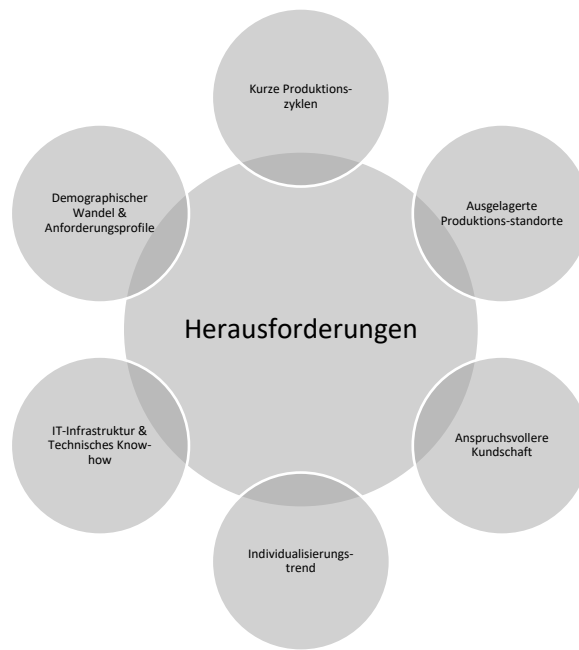 Kurze Produktions-
zyklen
Ausgelagerte
Produktions-standorte
Anspruchsvollere
Kundschaft
Individualisierungs-
trend
IT-Infrastruktur &
Technisches Know-
how
Demographischer
Wandel &
Anforderungsprofile
Herausforderungen